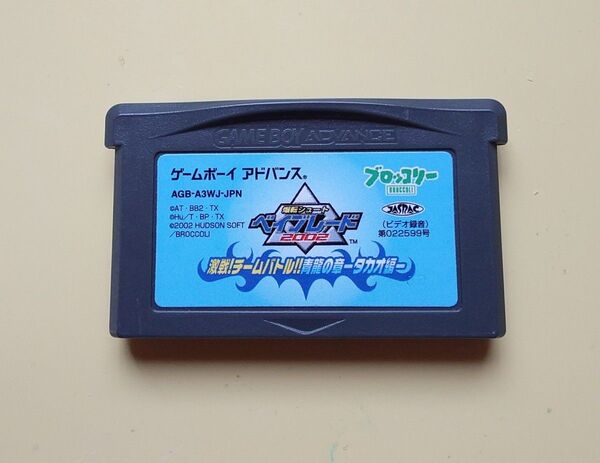 GAME BOY ADVANCE
ゲームボーイ アドバンス®
AGB-A3WJ-JPN
©AT・BB2・TX
©Hu/T・BP・TX
©2002 HUDSON SOFT
/BROCCOLI
爆転シュート
ベイブレード
2002
TM
ブロッコリー
BROCCOLI
JASRAC
(ビデオ録音)
第022599号
激戦!チームバトル!!青龍の章ータカオ編ー